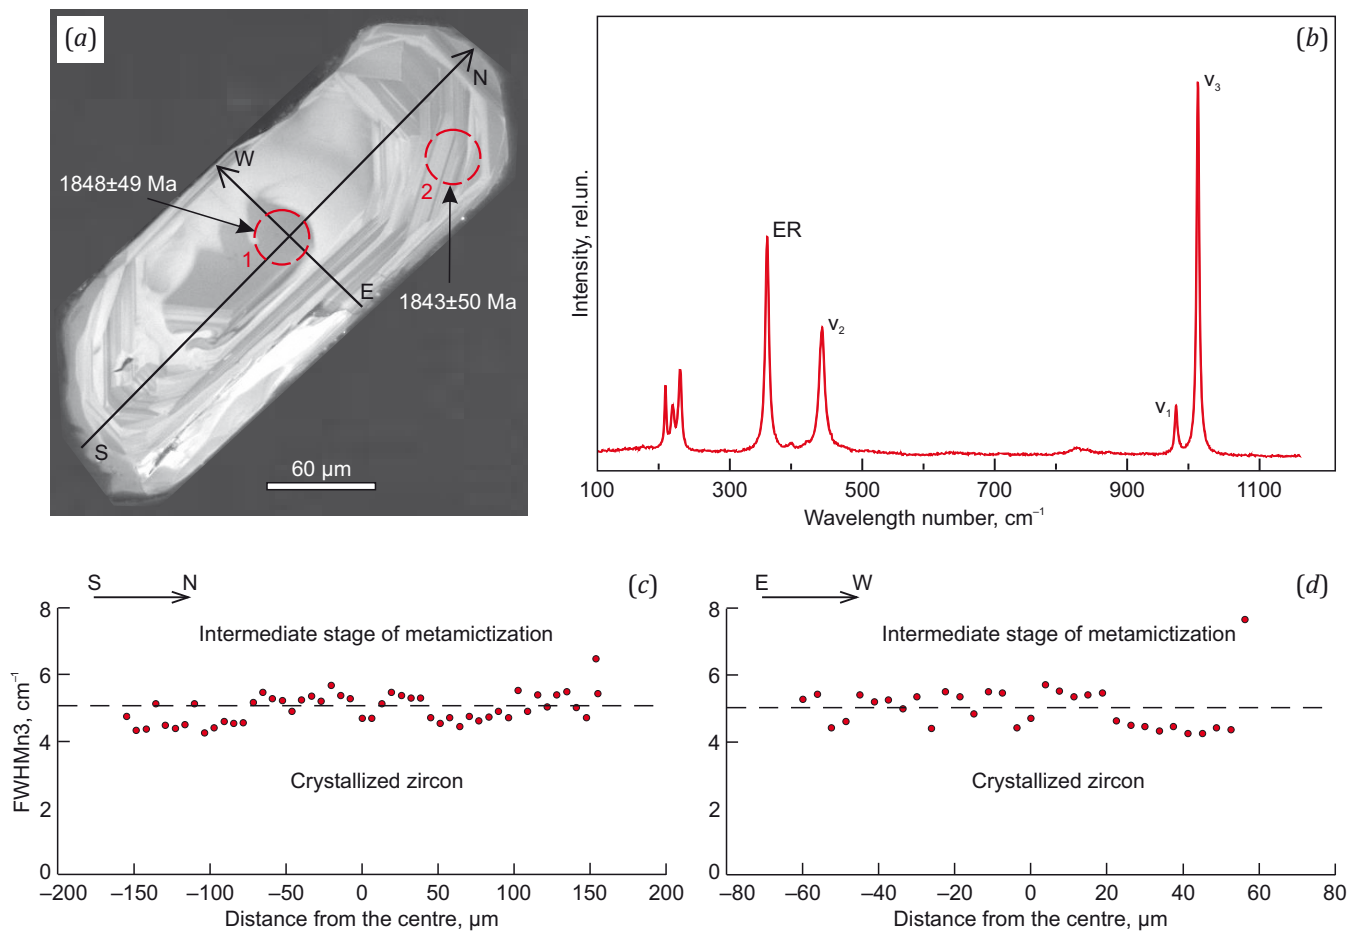 (a)
N
W
1848±49 Ma
2
1
E
1843±50 Ma
S
60 µm
(b)
Intensity, rel.un.
ν3
ER
ν2
ν1
100 300 500 700 900 1100
Wavelength number, cm–1
S N
(c)
FWHMn3, cm–1
8
6
4
2
0
Intermediate stage of metamictization
Crystallized zircon
–200 –150 –100 –50 0 50 100 150 200
Distance from the centre, µm
E W
(d)
8
6
4
2
0
Intermediate stage of metamictization
Crystallized zircon
–80 –60 –40 –20 0 20 40 60 80
Distance from the centre, µm